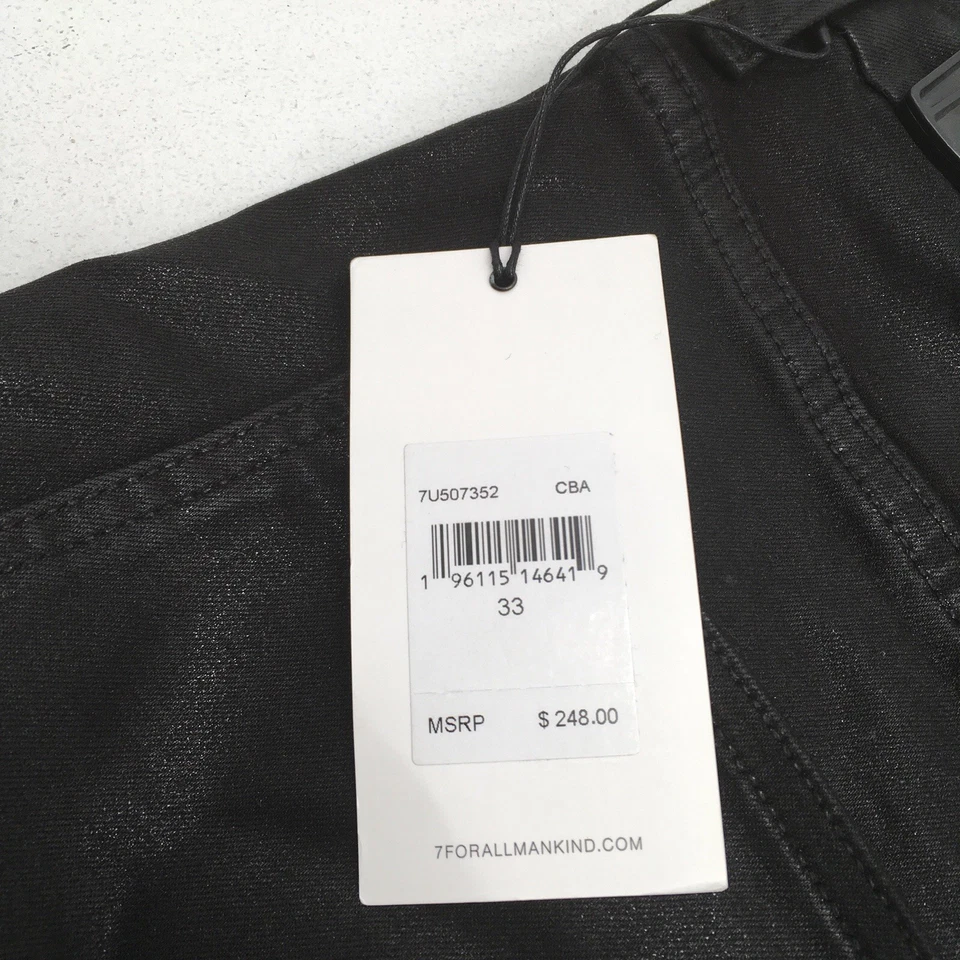 7U507352 CBA
1 96115 14641 9
33
MSRP $ 248.00
7FORALLMANKIND.COM